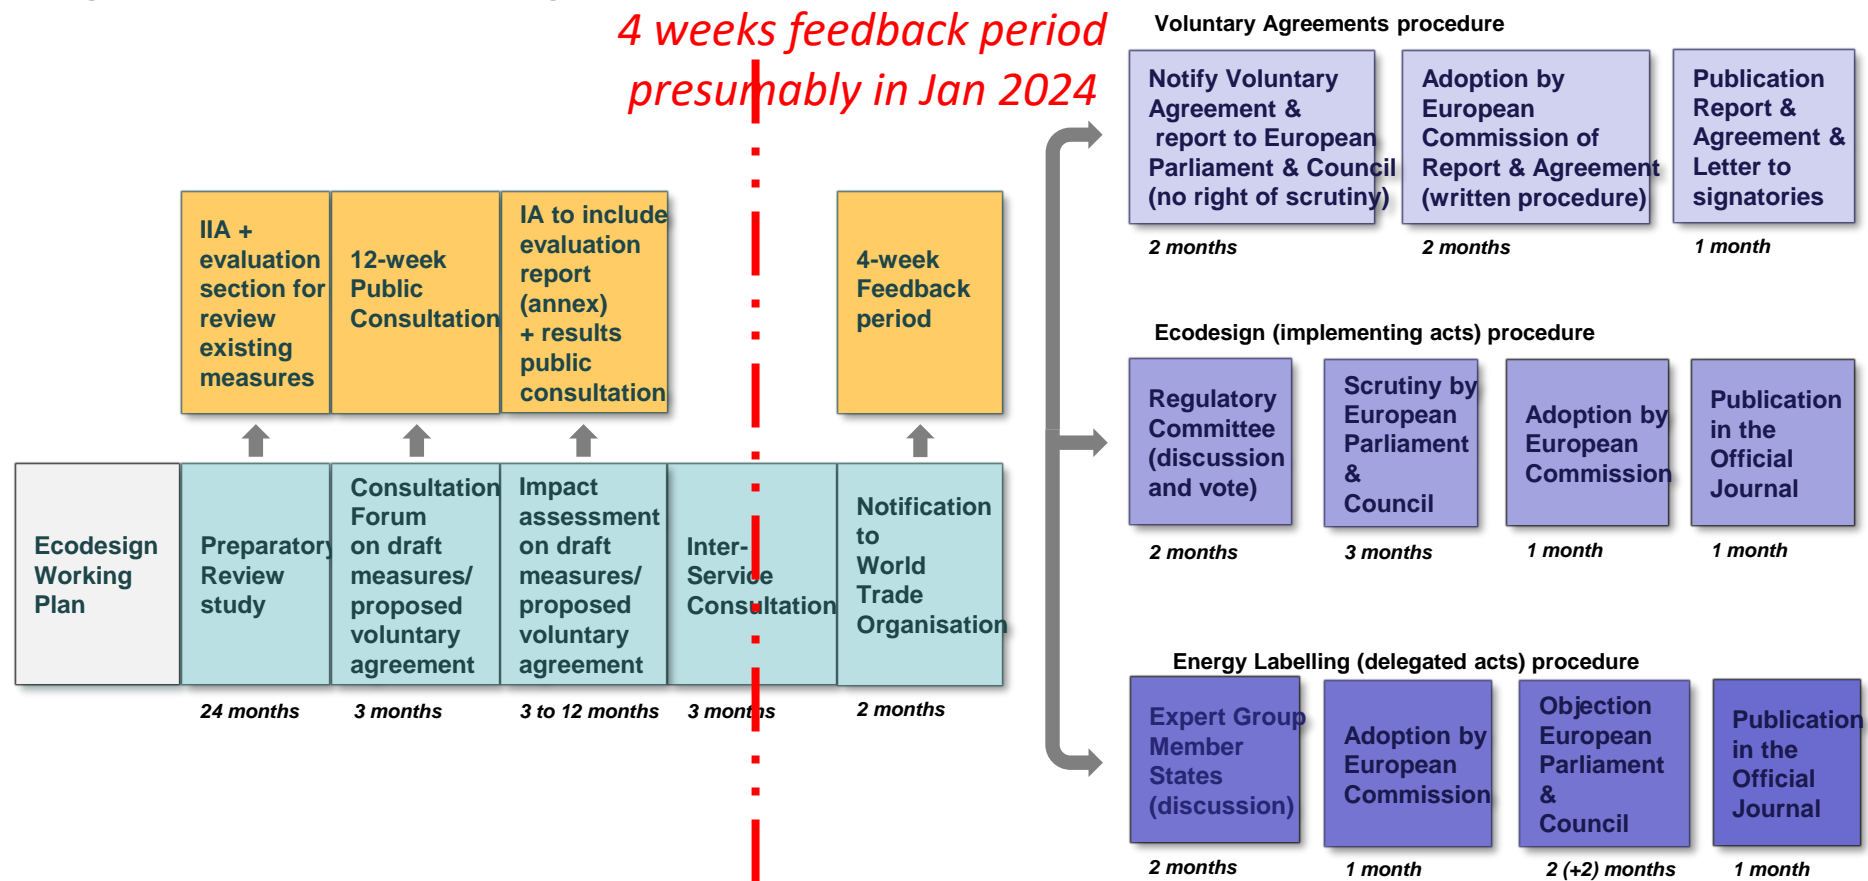 4 weeks feedback period
presumably in Jan 2024
IIA +
evaluation
section for
review
existing
measures
12-week
Public
Consultation
IA to include
evaluation
report
(annex)
+ results
public
consultation
4-week
Feedback
period
Ecodesign
Working
Plan
Preparatory
Review
study
24 months
Consultation
Forum
on draft
measures/
proposed
voluntary
agreement
3 months
Impact
assessment
on draft
measures/
proposed
voluntary
agreement
3 to 12 months
Inter-
Service
Consultation
3 months
Notification
to
World
Trade
Organisation
2 months
Voluntary Agreements procedure
Notify Voluntary
Agreement &
report to European
Parliament & Council
(no right of scrutiny)
2 months
Adoption by
European
Commission of
Report & Agreement
(written procedure)
2 months
Publication
Report &
Agreement &
Letter to
signatories
1 month
Ecodesign (implementing acts) procedure
Regulatory
Committee
(discussion
and vote)
2 months
Scrutiny by
European
Parliament
&
Council
3 months
Adoption by
European
Commission
1 month
Publication
in the
Official
Journal
1 month
Energy Labelling (delegated acts) procedure
Expert Group
Member
States
(discussion)
2 months
Adoption by
European
Commission
1 month
Objection
European
Parliament
&
Council
2 (+2) months
Publication
in the
Official
Journal
1 month